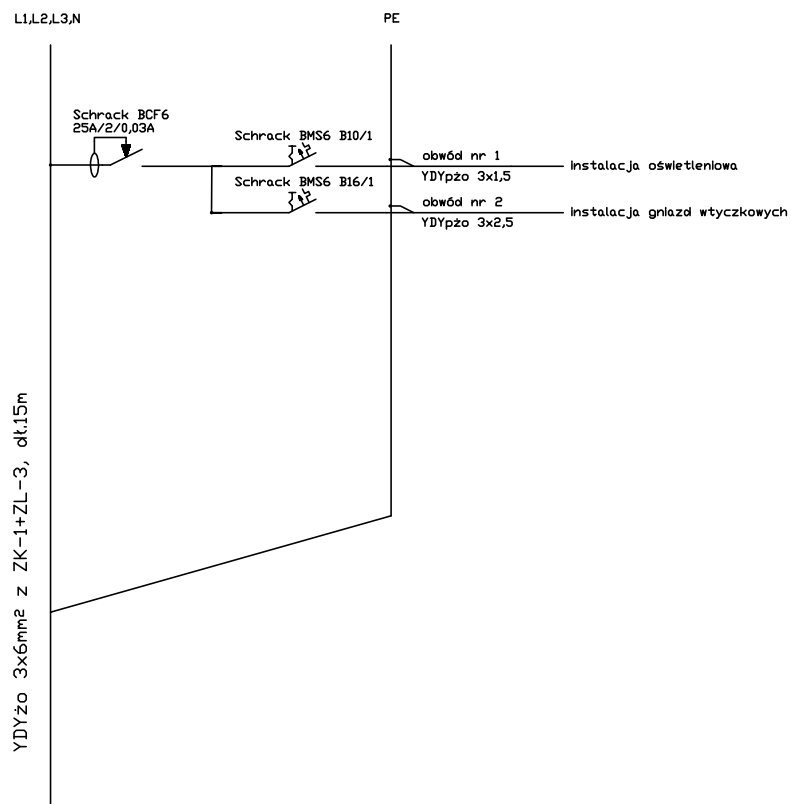 L1,L2,L3,N
PE
Schrack BCF6
25A/2/0,03A
Schrack BMS6 B10/1
obwód nr 1
YDYpżo 3x1,5
instalacja oświetleniowa
Schrack BMS6 B16/1
obwód nr 2
YDYpżo 3x2,5
instalacja gniazd wtyczkowych
YDYżo 3x6mm² z ZK-1+ZL-3, dł.15m